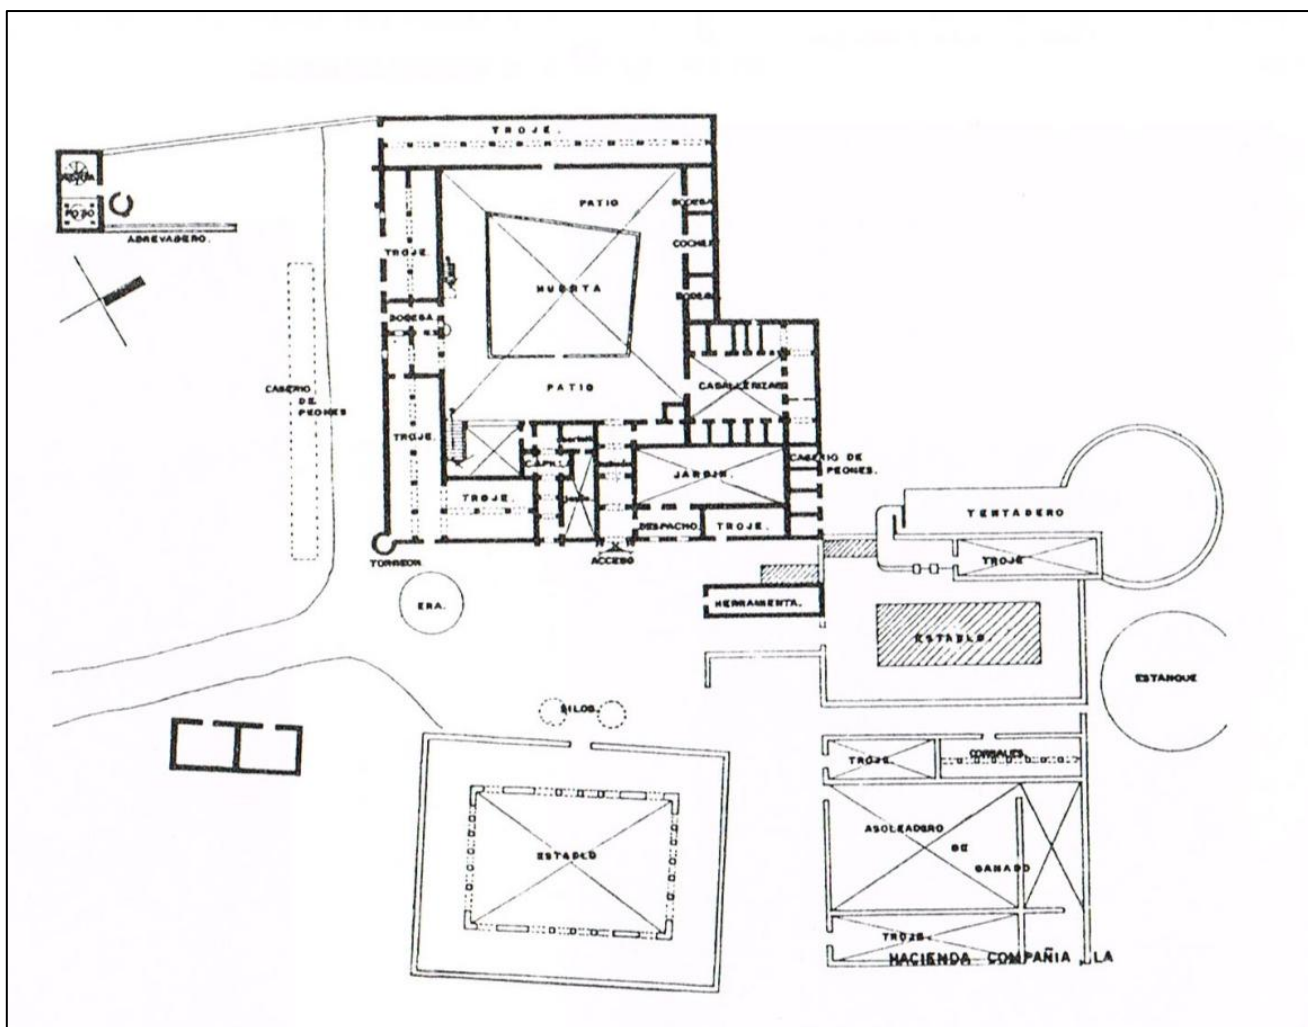 TROJE.
PATIO
BODEGA
POZO
ABREVADERO.
COCHERA
TROJE.
HUERTA
BODEGA
BODEGA
CASERIO
DE
PEONES
PATIO
CABALLERIZAS
TROJE.
CAPILLA
CASERIO DE
PEONES.
JARDIN.
TROJE.
TENTADERO
DESPACHO.
TROJE.
TORREON
ACCESO
TROJE
ERA.
HERRAMIENTA.
ESTABLO.
ESTANQUE
SILOS.
TROJE.
CORRALES.
ASOLEADERO
DE
GANADO
ESTABLO
TROJE.
HACIENDA COMPAÑIA, LA